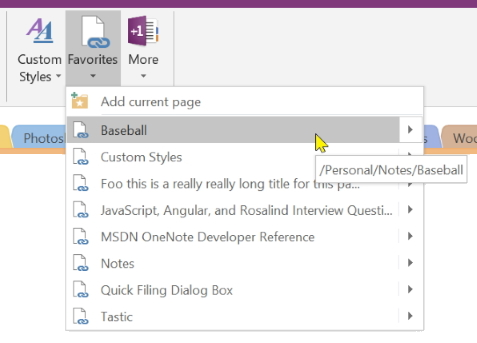 +1
Custom Styles
Favorites
More
Add current page
Photos
Baseball
s
Woo
/Personal/Notes/Baseball
Custom Styles
Foo this is a really really long title for this pa...
JavaScript, Angular, and Rosalind Interview Questi...
MSDN OneNote Developer Reference
Notes
Quick Filing Dialog Box
Tastic